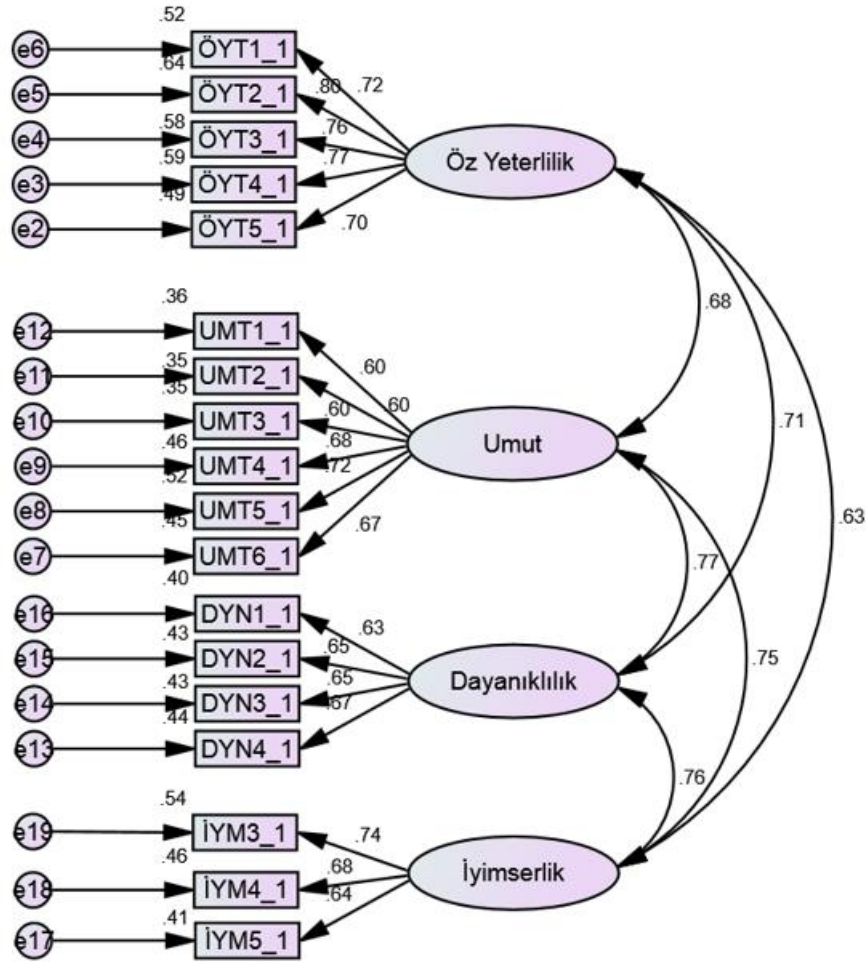 .52
e6 ÖYT1_1 .72
.64
e5 ÖYT2_1 .80
.58
e4 ÖYT3_1 .76
.59
e3 ÖYT4_1 .77
.49
e2 ÖYT5_1 .70
Öz Yeterlilik
.36
e12 UMT1_1 .60
.35
e11 UMT2_1 .60
.35
e10 UMT3_1 .60
.46
e9 UMT4_1 .68
.52
e8 UMT5_1 .72
.45
e7 UMT6_1 .67
Umut
.40
e16 DYN1_1 .63
.43
e15 DYN2_1 .65
.43
e14 DYN3_1 .65
.44
e13 DYN4_1 .67
Dayanıklılık
.54
e19 İYM3_1 .74
.46
e18 İYM4_1 .68
.41
e17 İYM5_1 .64
İyimserlik
.68
.71
.63
.77
.75
.76